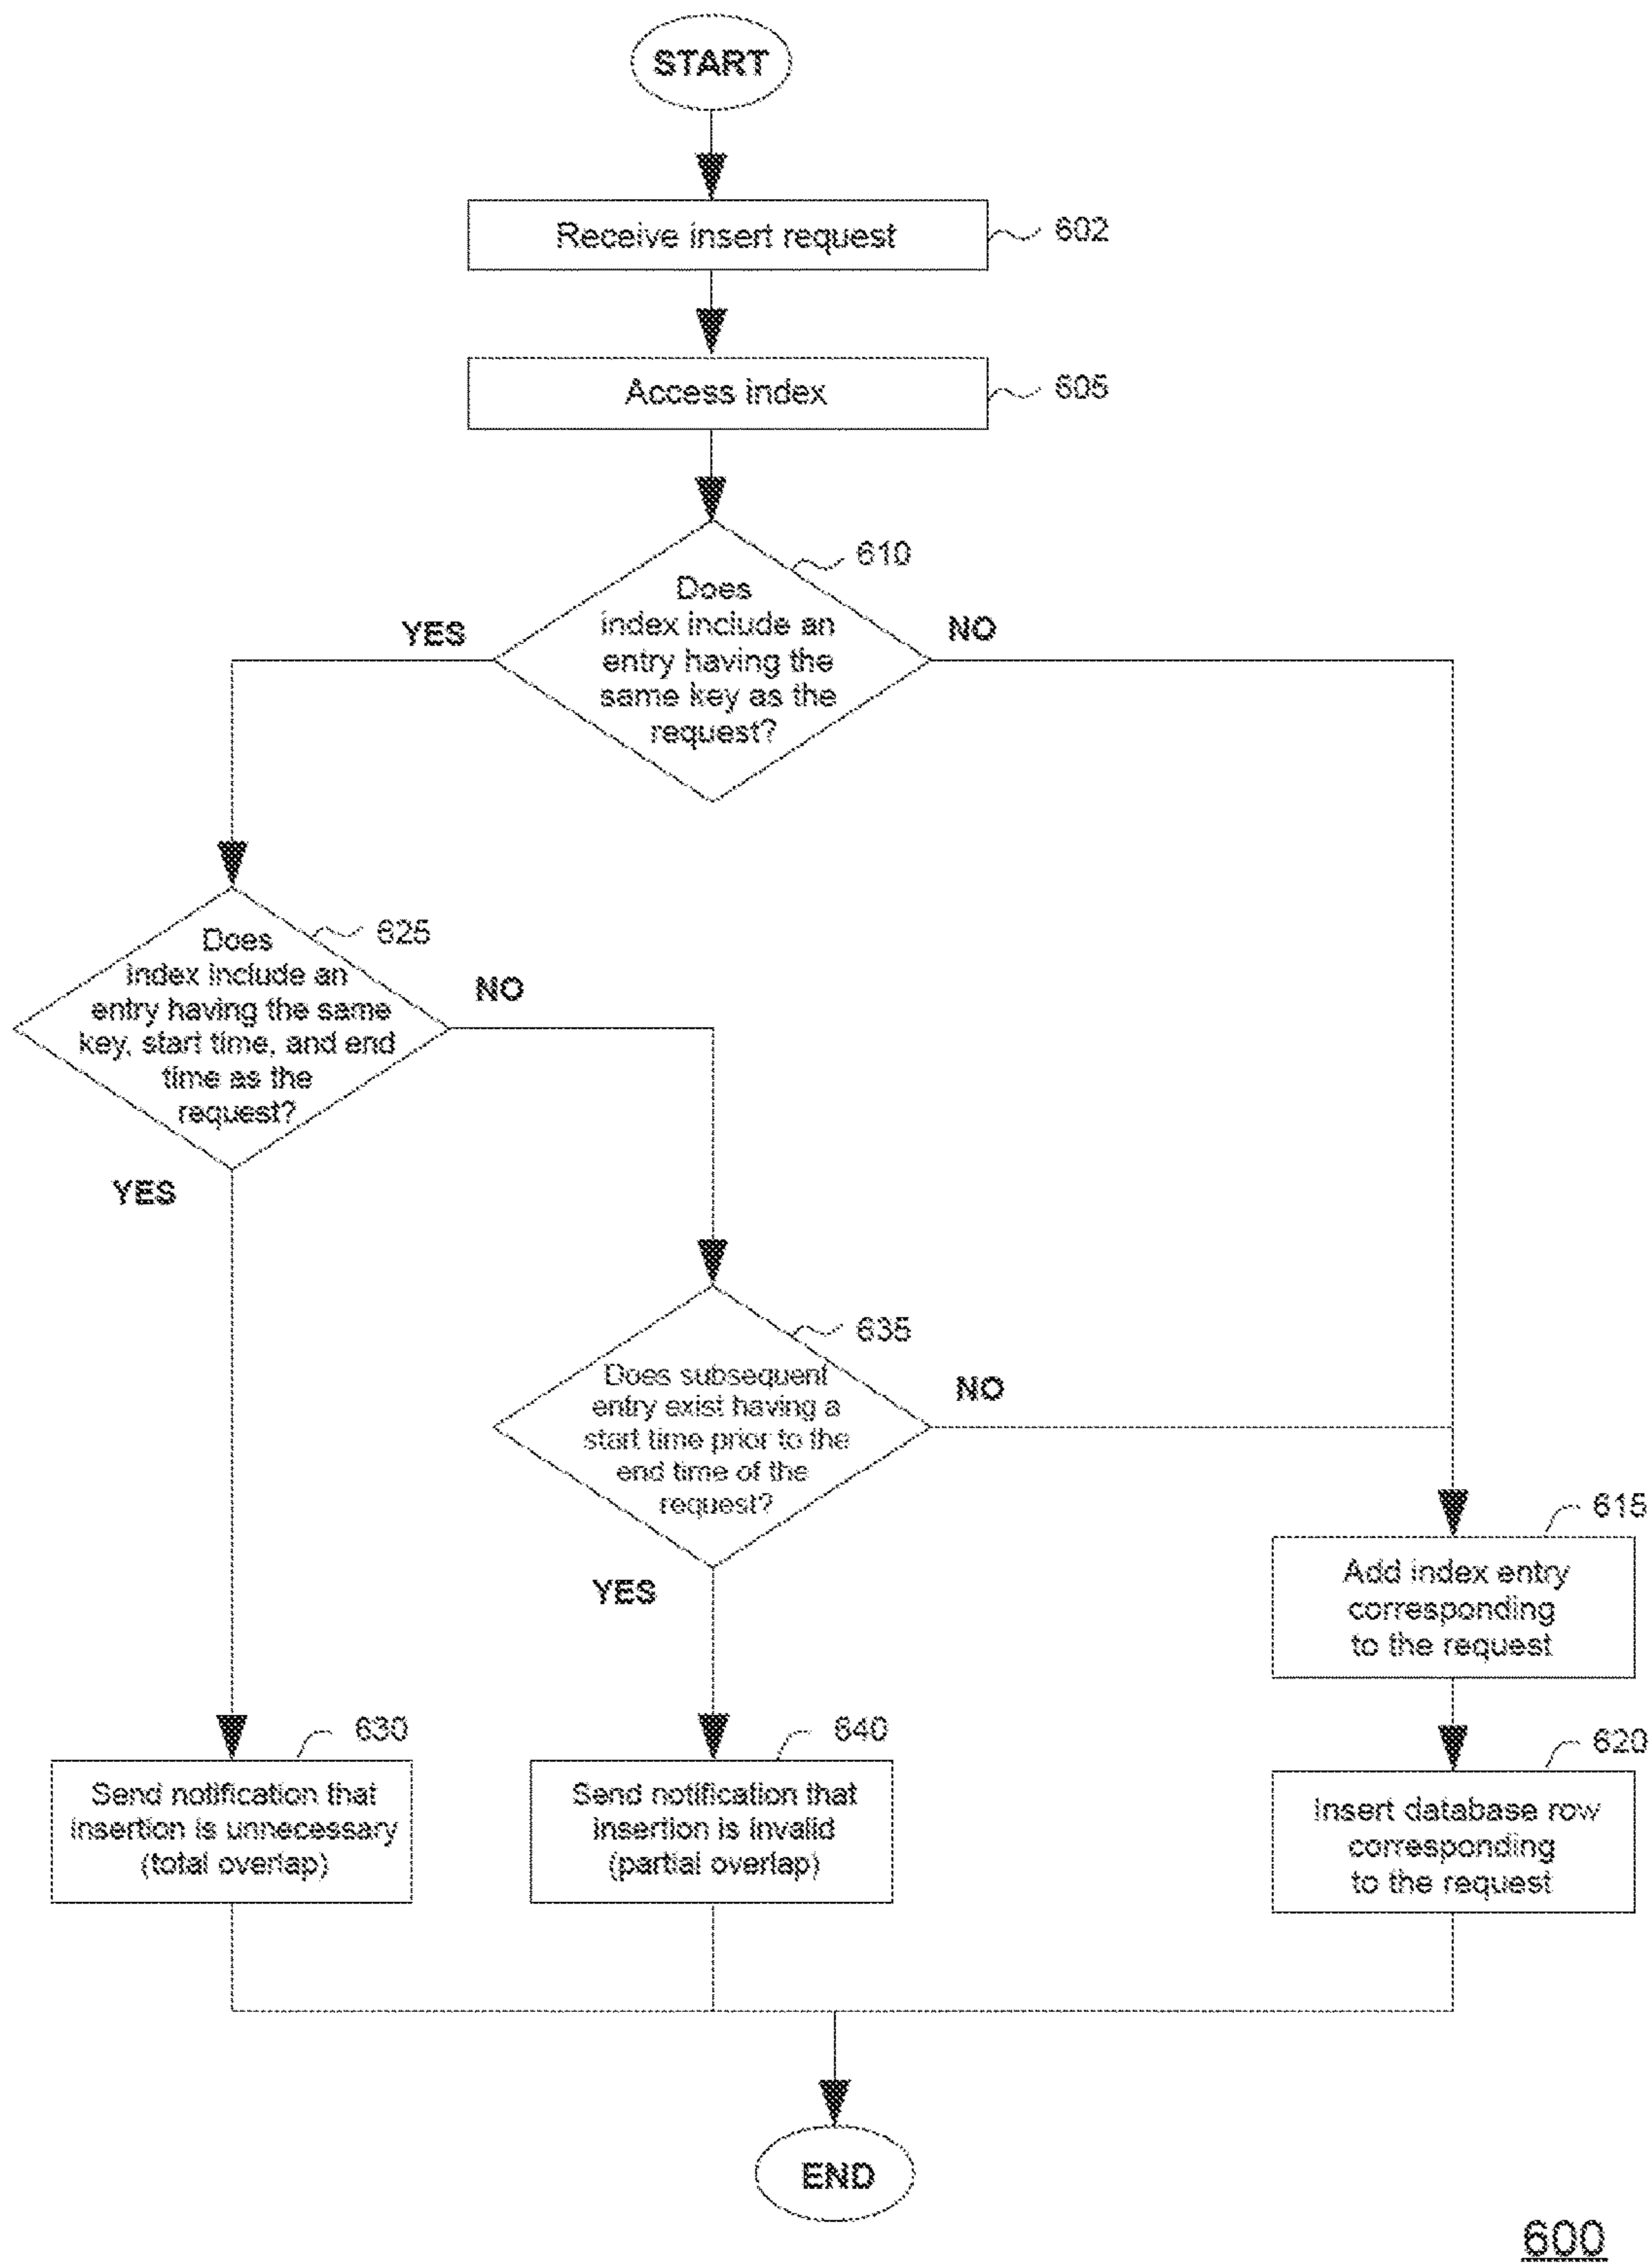 START
Receive insert request
602
Access index
605
610
Does
index include an
entry having the
same key as the
request?
YES
NO
625
Does
index include an
entry having the same
key, start time, and end
time as the
request?
NO
YES
635
Does subsequent
entry exist having a
start time prior to the
end time of the
request?
NO
YES
615
Add index entry
corresponding
to the request
630
Send notification that
insertion is unnecessary
(total overlap)
640
Send notification that
insertion is invalid
(partial overlap)
620
Insert database row
corresponding
to the request
END
600